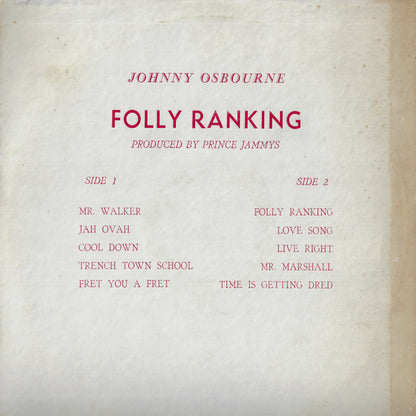 JOHNNY OSBOURNE
FOLLY RANKING
PRODUCED BY PRINCE JAMMYS
SIDE 1
MR. WALKER
JAH OVAH
COOL DOWN
TRENCH TOWN SCHOOL
FRET YOU A FRET
SIDE 2
FOLLY RANKING
LOVE SONG
LIVE RIGHT
MR. MARSHALL
TIME IS GETTING DRED